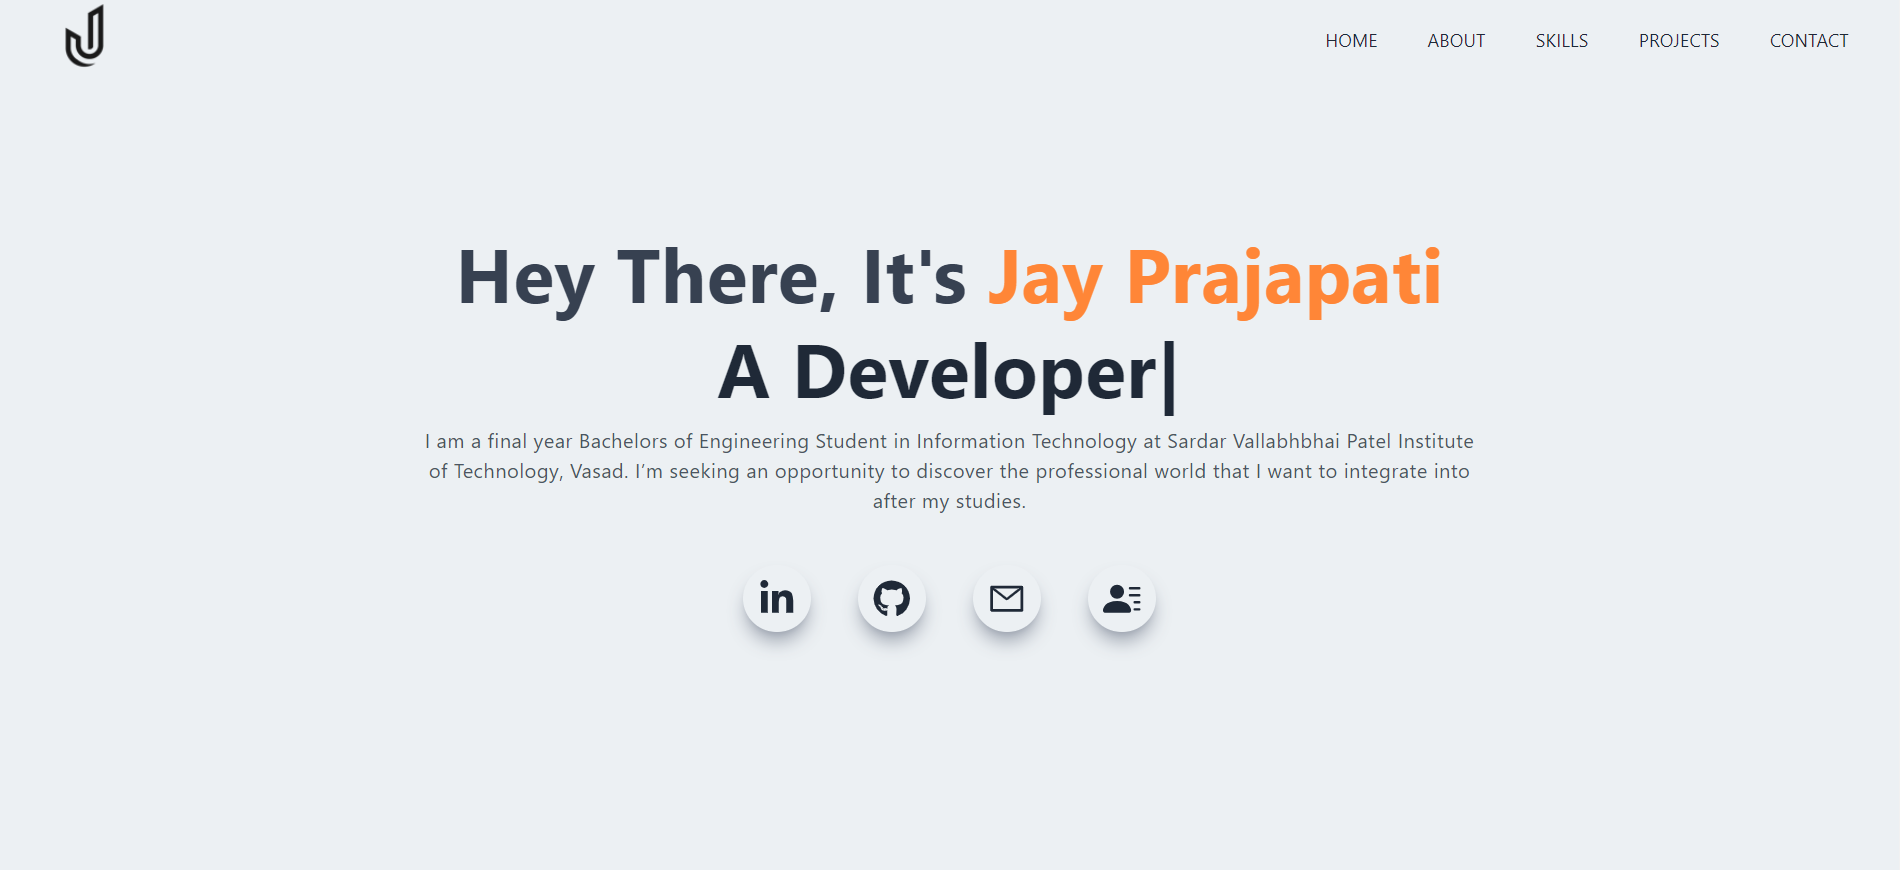 HOME ABOUT SKILLS PROJECTS CONTACT
Hey There, It's Jay Prajapati
A Developer|
I am a final year Bachelors of Engineering Student in Information Technology at Sardar Vallabhbhai Patel Institute
of Technology, Vasad. I’m seeking an opportunity to discover the professional world that I want to integrate into
after my studies.
in